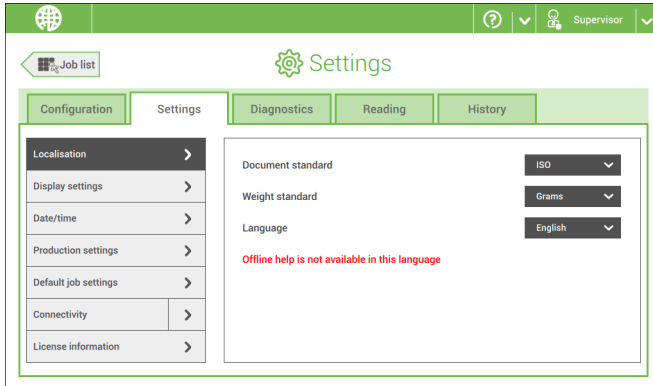 Supervisor
Job list
Settings
Configuration
Settings
Diagnostics
Reading
History
Localisation
Display settings
Date/time
Production settings
Default job settings
Connectivity
License information
Document standard
ISO
Weight standard
Grams
Language
English
Offline help is not available in this language